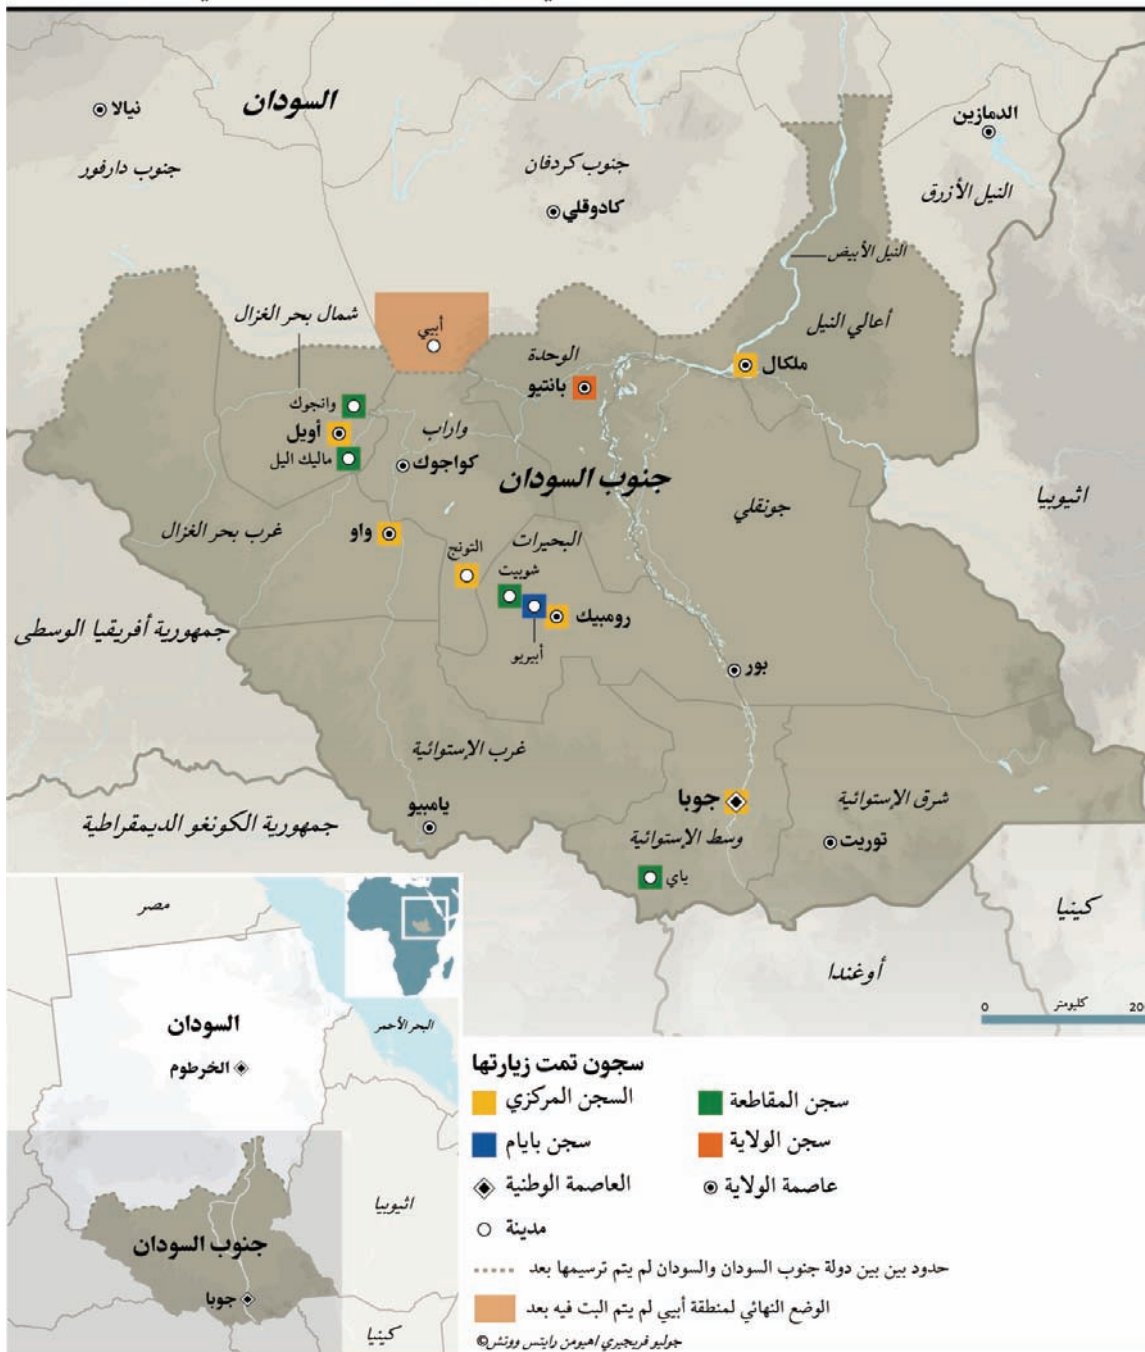 السودان
نيالا
الدمازين
جنوب دارفور
جنوب كردفان
النيل الأزرق
كادوقلي
النيل الأبيض
شمال بحر الغزال
أعالي النيل
أبيي
الوحدة
ملكال
بانتيو
وانجوك
أويل
واراب
ماليك اليل
كواجوك
جنوب السودان
اثيوبيا
جونقلي
غرب بحر الغزال
واو
البحيرات
التونج
شوبيت
رومبيك
جمهورية أفريقيا الوسطى
أبيريو
بور
غرب الإستوائية
جوبا
شرق الإستوائية
يامبيو
جمهورية الكونغو الديمقراطية
وسط الإستوائية
توريت
ياي
كينيا
أوغندا
مصر
0 كليومتر 20
السودان
البحر الأحمر
الخرطوم
اثيوبيا
جنوب السودان
جوبا
كينيا
سجون تمت زيارتها
السجن المركزي
سجن المقاطعة
سجن بايام
سجن الولاية
العاصمة الوطنية
عاصمة الولاية
مدينة
حدود بين بين دولة جنوب السودان والسودان لم يتم ترسيمها بعد
الوضع النهائي لمنطقة أبيي لم يتم البت فيه بعد
جوليو فريجيري اهيومن رايتس ووتش©